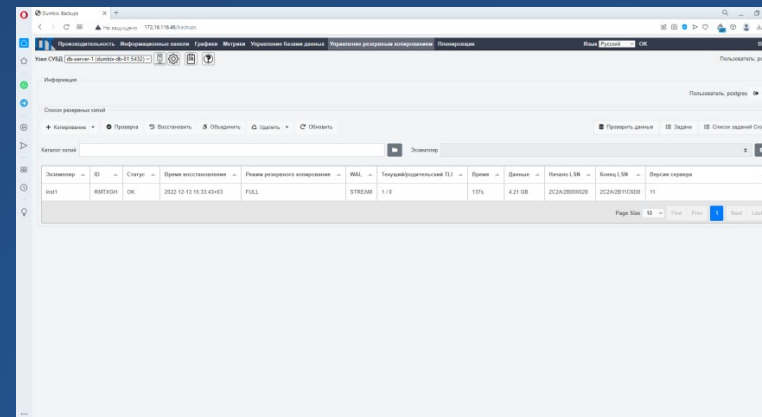 Dumbix Backups
Не защищено 172.16.116.46/backups
Производительность Информационные панели Графики Метрики Управление базами данных Управление резервным копированием Планировщик Язык Русский ОК
Узел СУБД db-server-1 (dumbix-db-01:5432)
Пользователь:
Информация
Пользователь: postgres
Список резервных копий
+ Копирование Проверка Восстановить Объединить Удалить Обновить Проверить данные Задачи Список заданий
Каталог копий Экземпляр
Экземпляр ID Статус Время восстановления Режим резервного копирования WAL Текущий/родительский TLI Время Данные Начало LSN Конец LSN Версия сервера
inst1 RMTXGH OK 2022-12-13 15:33:43+03 FULL STREAM 1 / 0 137s 4.21 GB 2C2A/2B000028 11
Page Size 10 First Prev 1 Next Last